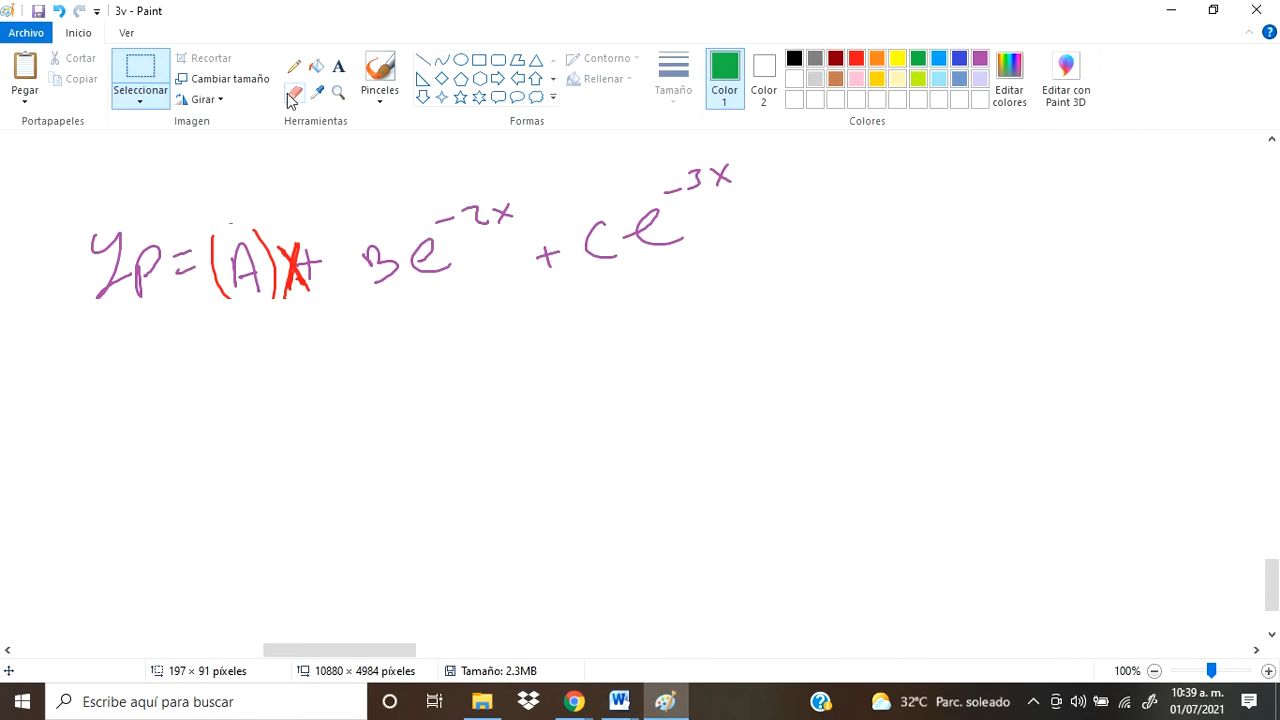 3v - Paint
Archivo Inicio Ver
Pegar
Cortar
Copiar
Portapapeles
Seleccionar
Recortar
Cambiar tamaño
Girar
Imagen
A
Herramientas
Pinceles
Contorno
Rellenar
Formas
Tamaño
Color 1
Color 2
Editar colores
Editar con Paint 3D
Colores
yp = (A)x + Be^-2x + Ce^-3x
197 × 91 píxeles
10880 × 4984 píxeles
Tamaño: 2.3MB
100%
Escribe aquí para buscar
32°C Parc. soleado
10:39 a. m.
01/07/2021